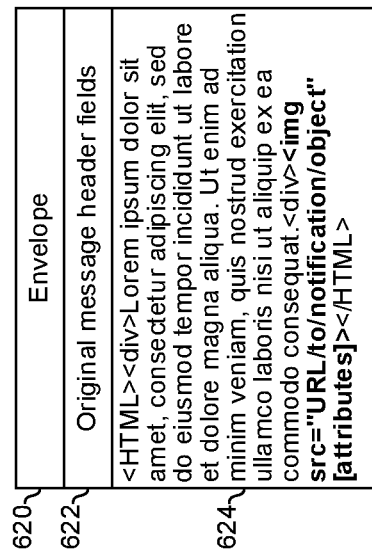 620
Envelope
622
Original message header fields
624
<HTML><div>Lorem ipsum dolor sit
amet, consectetur adipiscing elit, sed
do eiusmod tempor incididunt ut labore
et dolore magna aliqua. Ut enim ad
minim veniam, quis nostrud exercitation
ullamco laboris nisi ut aliquip ex ea
commodo consequat.<div><img
src="URL/to/notification/object"
[attributes]></HTML>